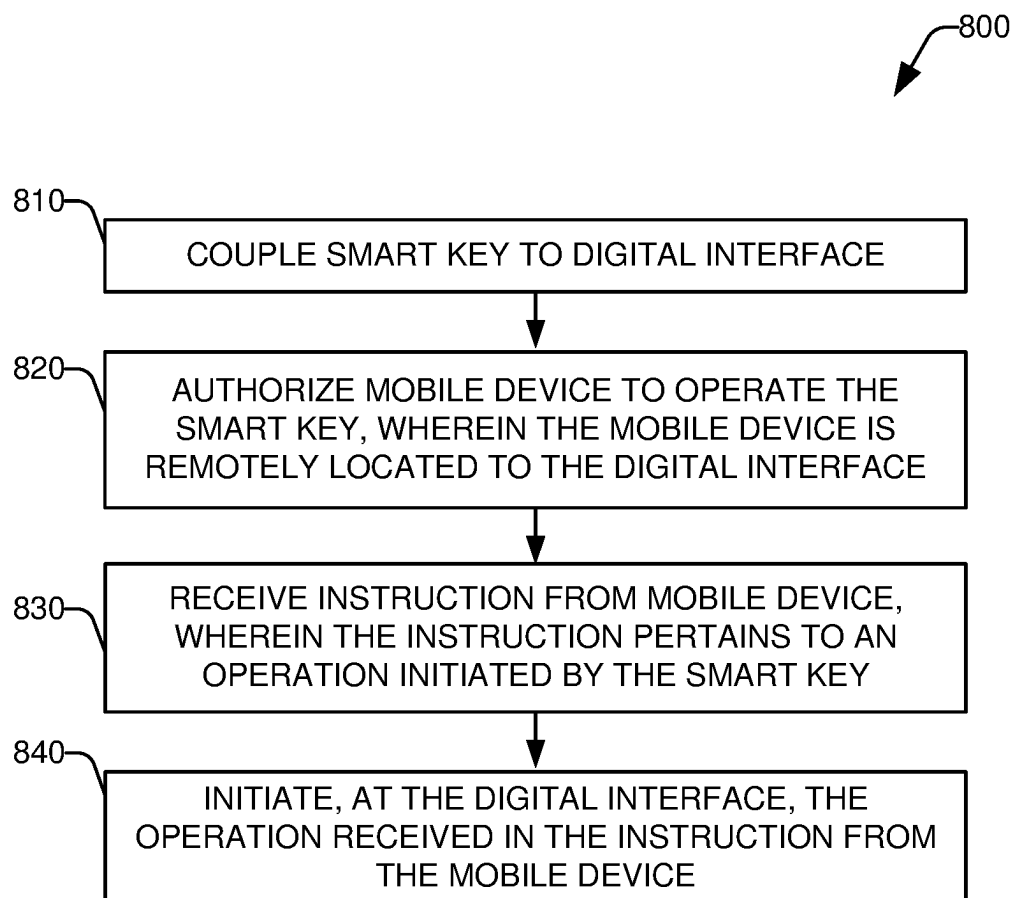 800
810
COUPLE SMART KEY TO DIGITAL INTERFACE
820
AUTHORIZE MOBILE DEVICE TO OPERATE THE
SMART KEY, WHEREIN THE MOBILE DEVICE IS
REMOTELY LOCATED TO THE DIGITAL INTERFACE
830
RECEIVE INSTRUCTION FROM MOBILE DEVICE,
WHEREIN THE INSTRUCTION PERTAINS TO AN
OPERATION INITIATED BY THE SMART KEY
840
INITIATE, AT THE DIGITAL INTERFACE, THE
OPERATION RECEIVED IN THE INSTRUCTION FROM
THE MOBILE DEVICE